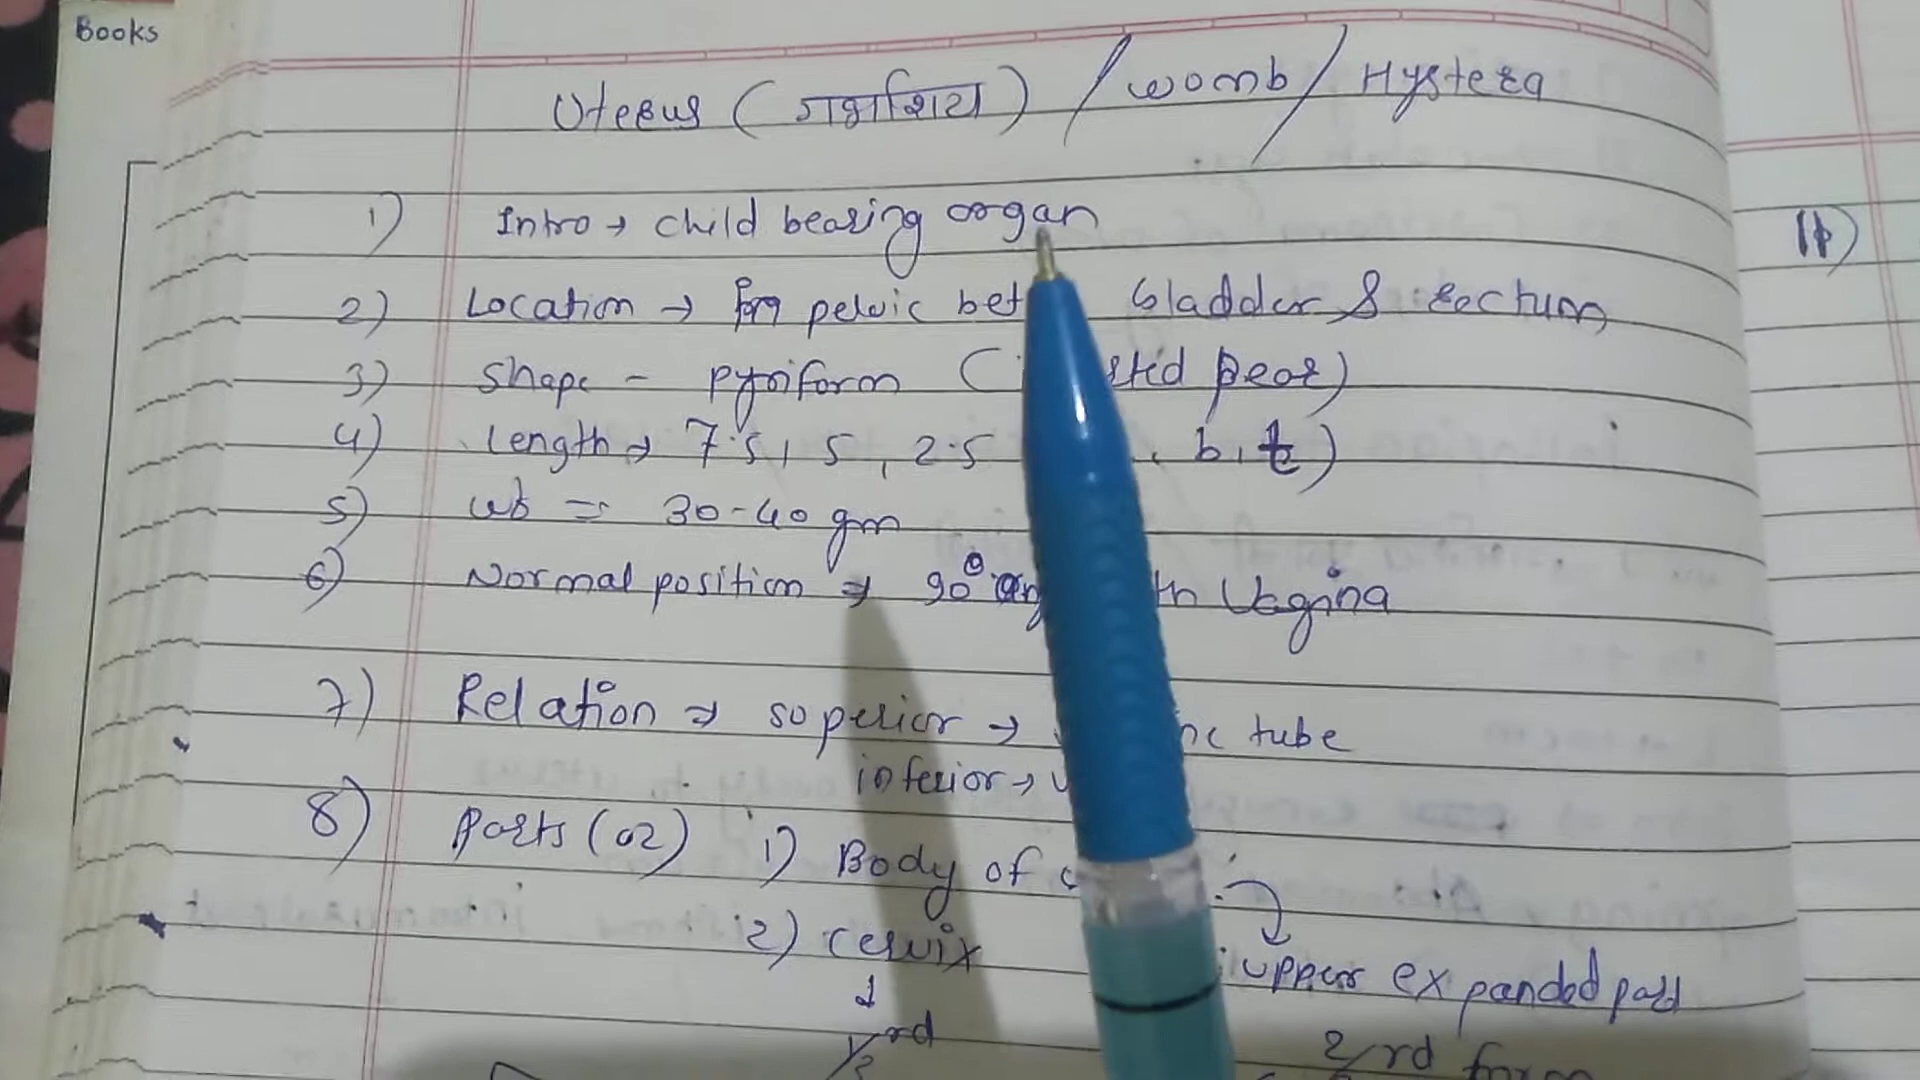 Books
Uterus (गर्भाशय) / womb / Hystera
1) Intro → child bearing organ
2) Location → In pelvic bet bladder & rectum
3) Shape - pyriform ( pear)
4) Length → 7.5, 5, 2.5 b, t)
5) wt = 30-40 gm
6) Normal position ⇒ 90° Vagina
7) Relation ⇒ superior → tube
inferior →
8) Parts (02) 1) Body of
2) cervix
↓
upper expanded part
1/3rd
2/3rd form
11)